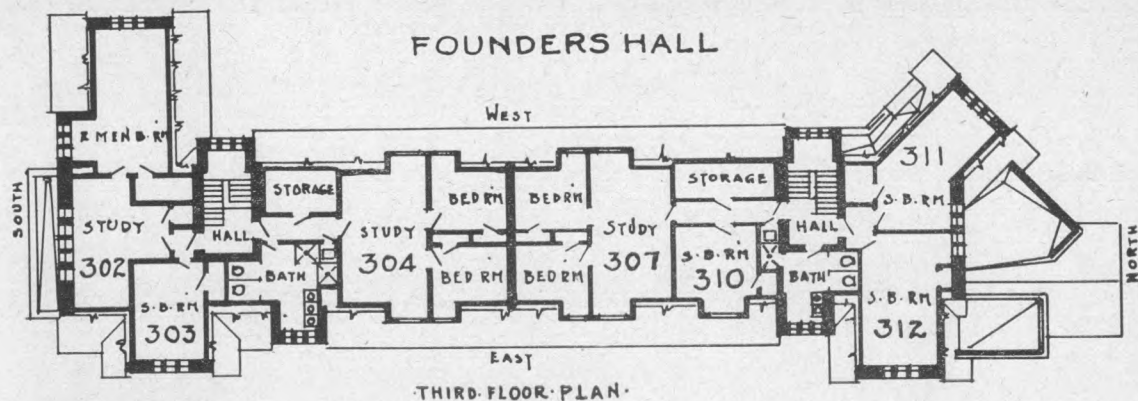 FOUNDERS HALL
WEST
SOUTH
NORTH
EAST
R MEN B. RM
STUDY
302
S. B. RM
303
HALL
STORAGE
BATH
STUDY
304
BED RM
BED RM
BED RM
BED RM
STUDY
307
STORAGE
S. B. RM
310
HALL
BATH
311
S. B. RM
S. B. RM
312
·THIRD·FLOOR·PLAN·